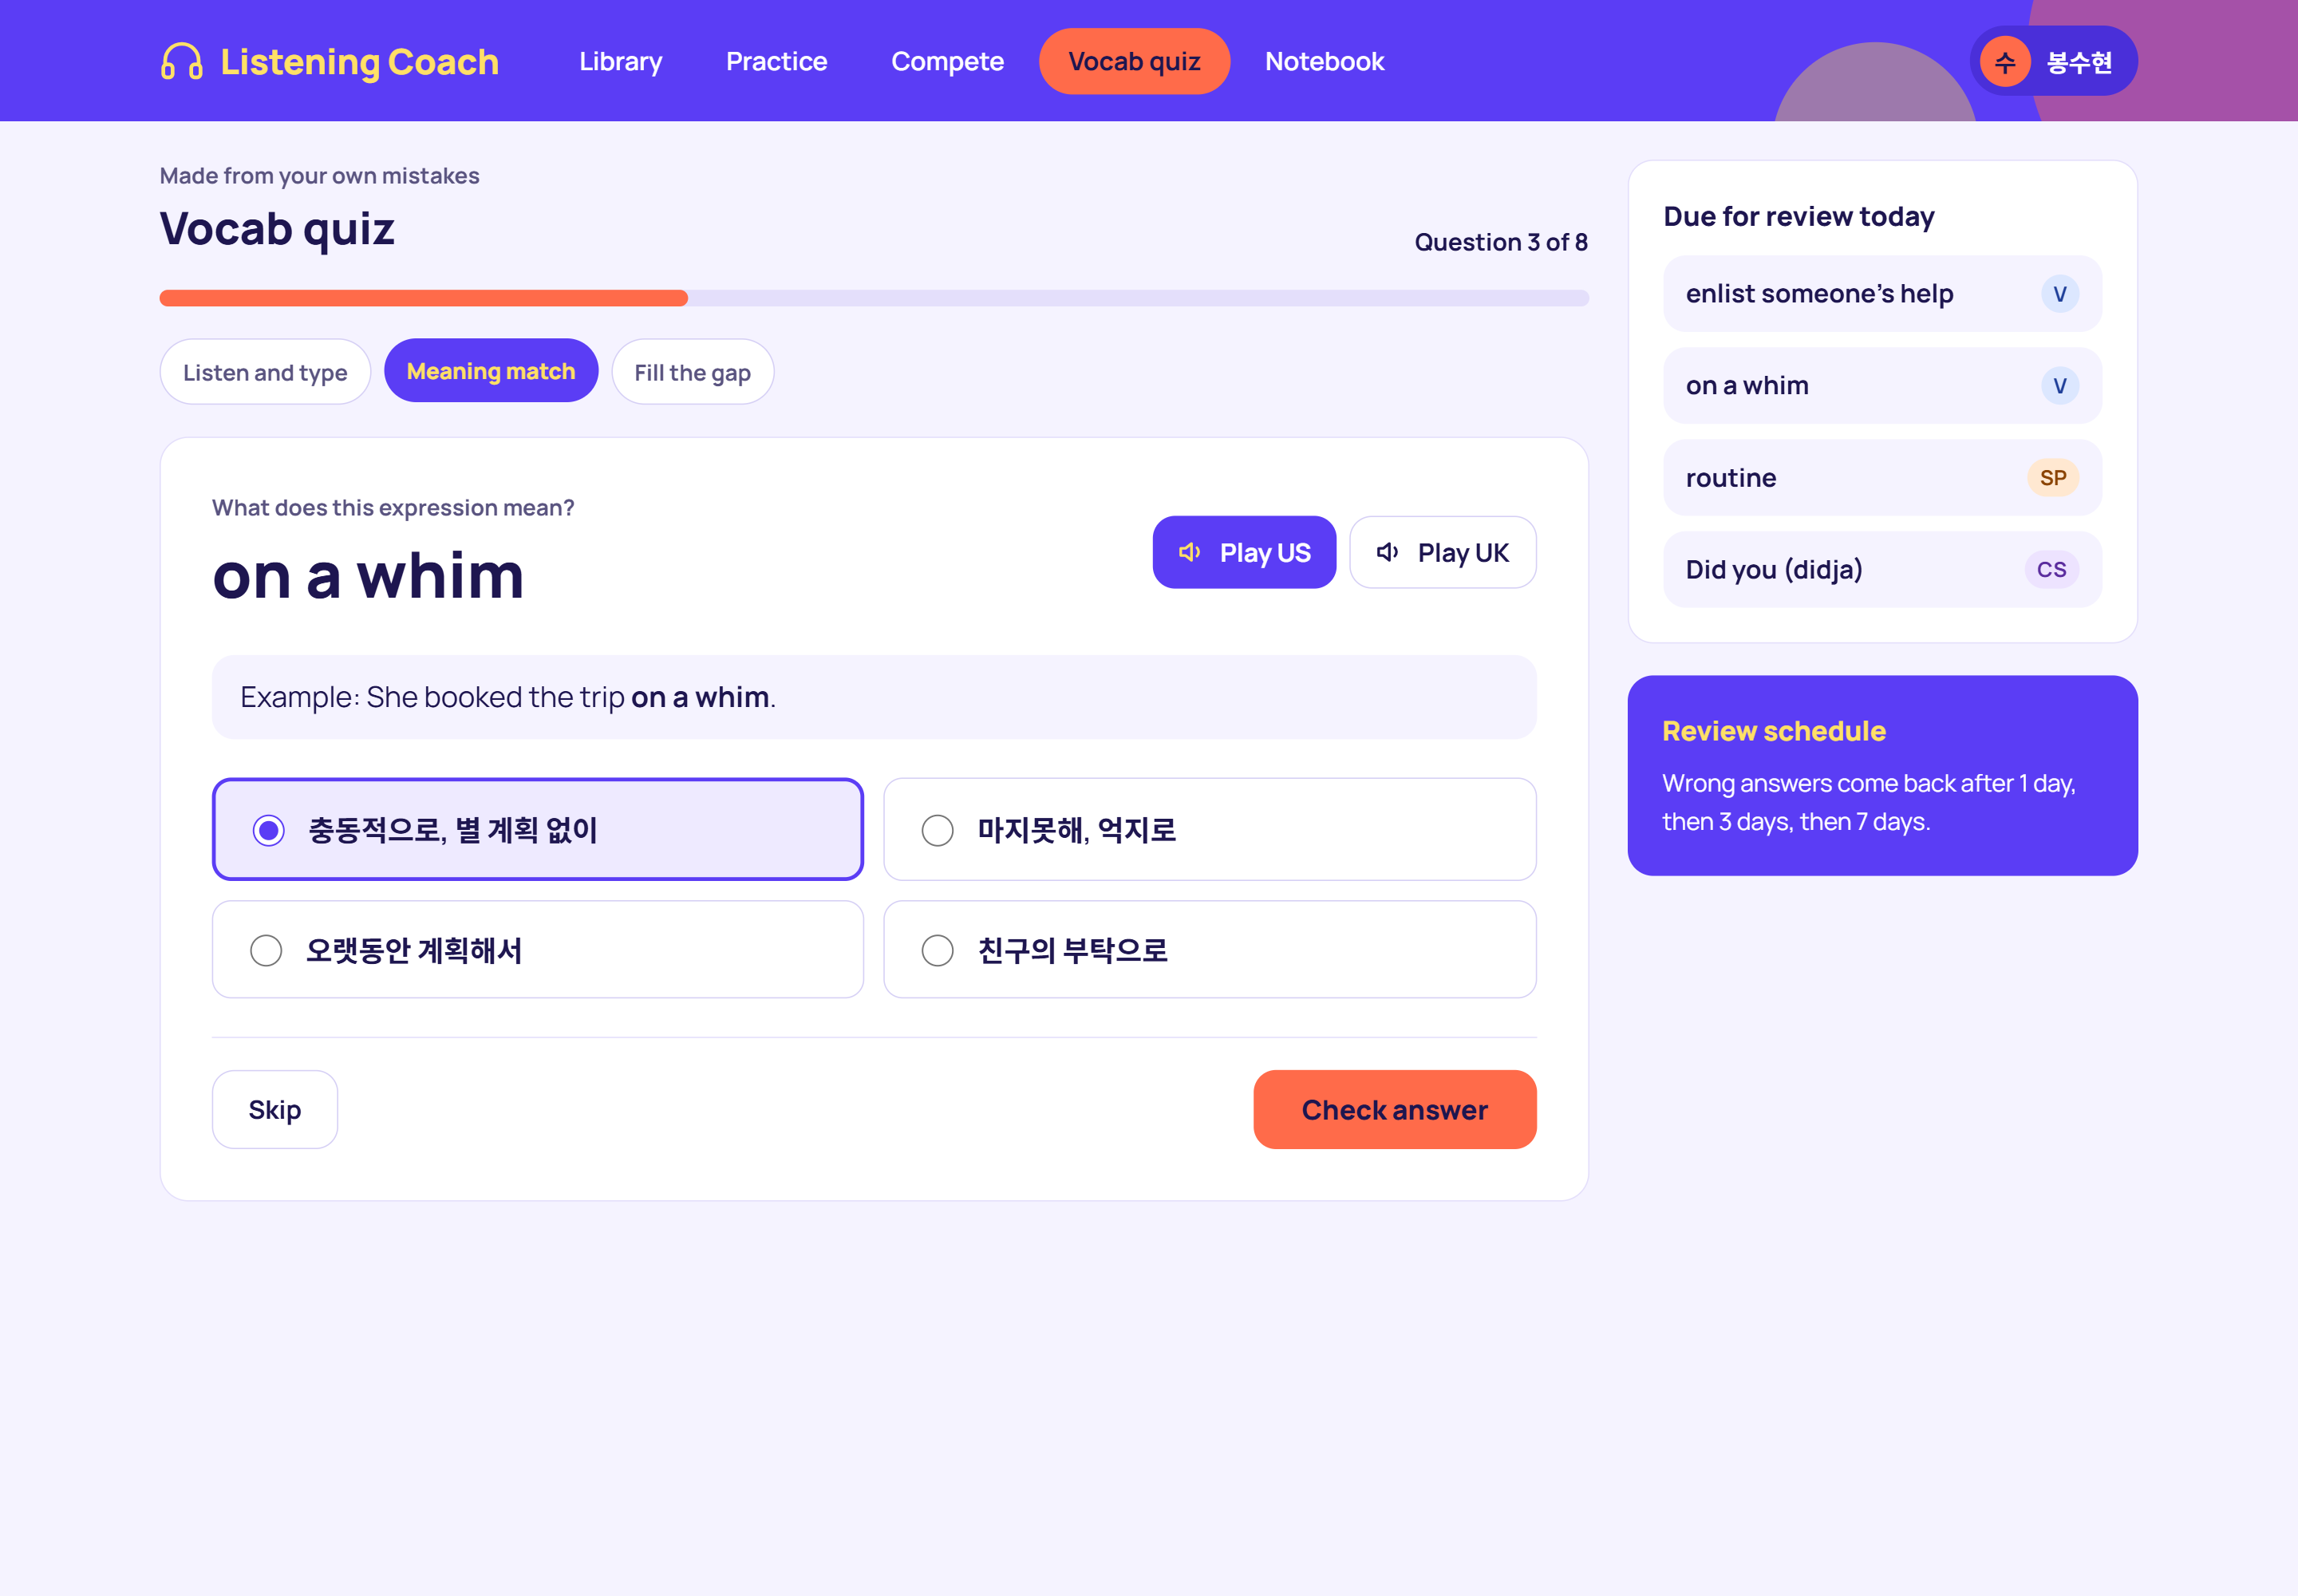 Listening Coach
Library
Practice
Compete
Vocab quiz
Notebook
수
봉수현
Made from your own mistakes
Vocab quiz
Question 3 of 8
Listen and type
Meaning match
Fill the gap
What does this expression mean?
on a whim
Play US
Play UK
Example: She booked the trip on a whim.
충동적으로, 별 계획 없이
마지못해, 억지로
오랫동안 계획해서
친구의 부탁으로
Skip
Check answer
Due for review today
enlist someone's help
V
on a whim
V
routine
SP
Did you (didja)
CS
Review schedule
Wrong answers come back after 1 day,
then 3 days, then 7 days.